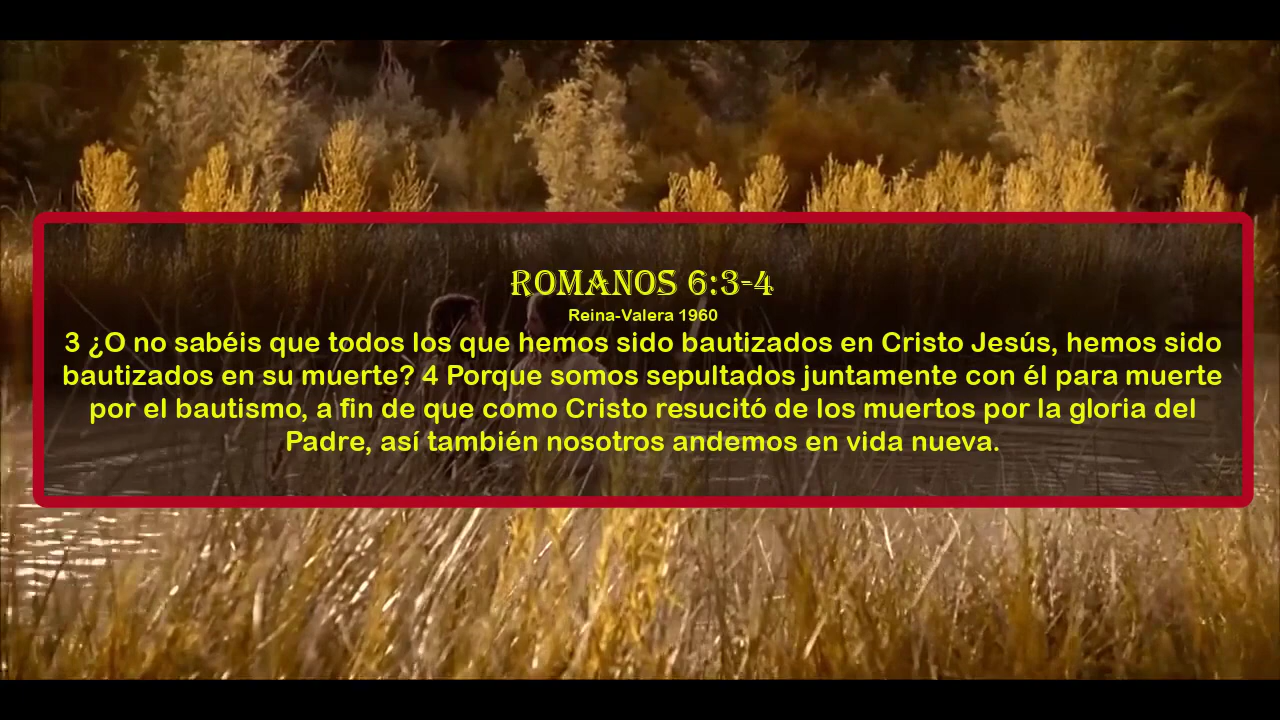 ROMANOS 6:3-4
Reina-Valera 1960
3 ¿O no sabéis que todos los que hemos sido bautizados en Cristo Jesús, hemos sido
bautizados en su muerte? 4 Porque somos sepultados juntamente con él para muerte
por el bautismo, a fin de que como Cristo resucitó de los muertos por la gloria del
Padre, así también nosotros andemos en vida nueva.